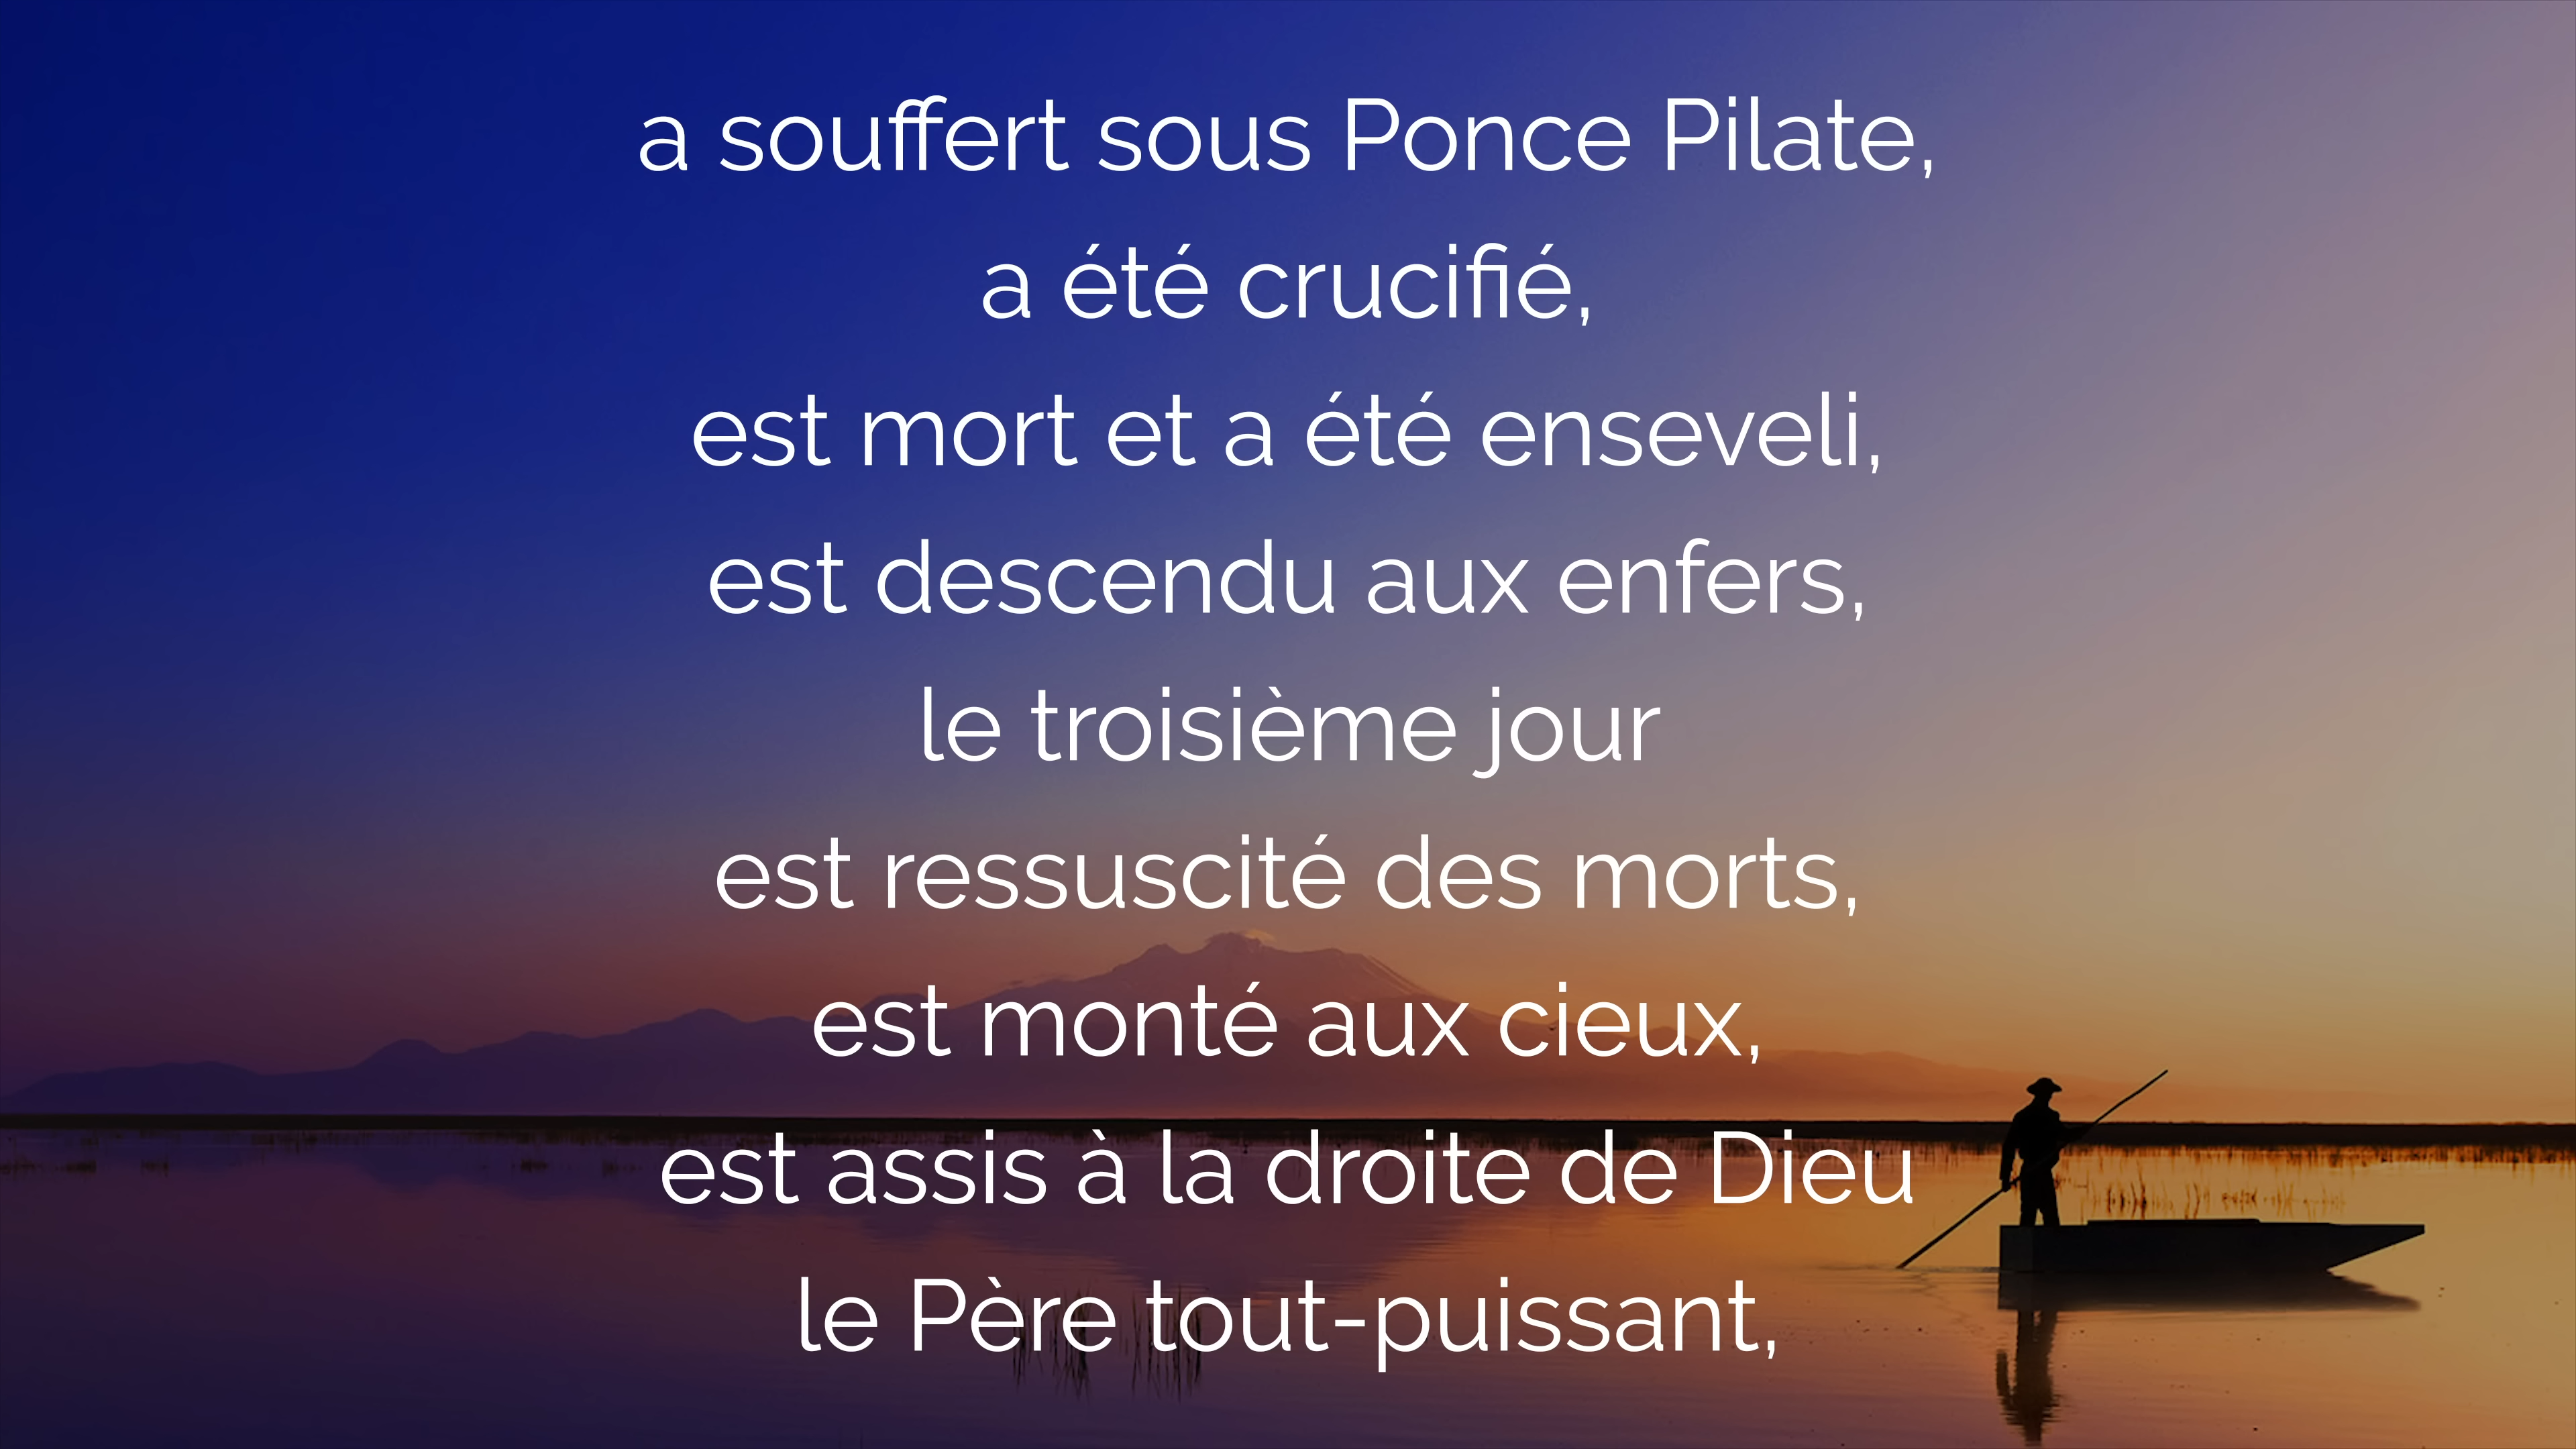 a souffert sous Ponce Pilate,
a été crucifié,
est mort et a été enseveli,
est descendu aux enfers,
le troisième jour
est ressuscité des morts,
est monté aux cieux,
est assis à la droite de Dieu
le Père tout-puissant,